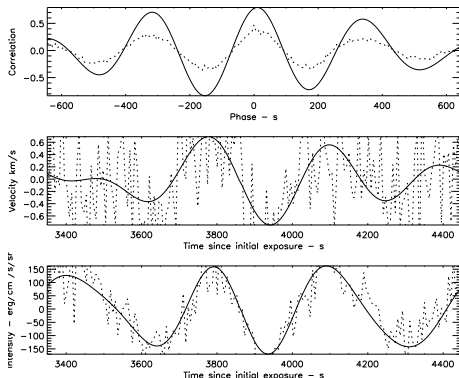 0.5
0.0
-0.5
Correlation
-600 -400 -200 0 200 400 600
Phase - s
0.6
0.4
0.2
0.0
-0.2
-0.4
-0.6
Velocity km/s
3400 3600 3800 4000 4200 4400
Time since initial exposure - s
150
100
50
0
-50
-100
-150
Intensity - erg/cm /s/sr
3400 3600 3800 4000 4200 4400
Time since initial exposure - s